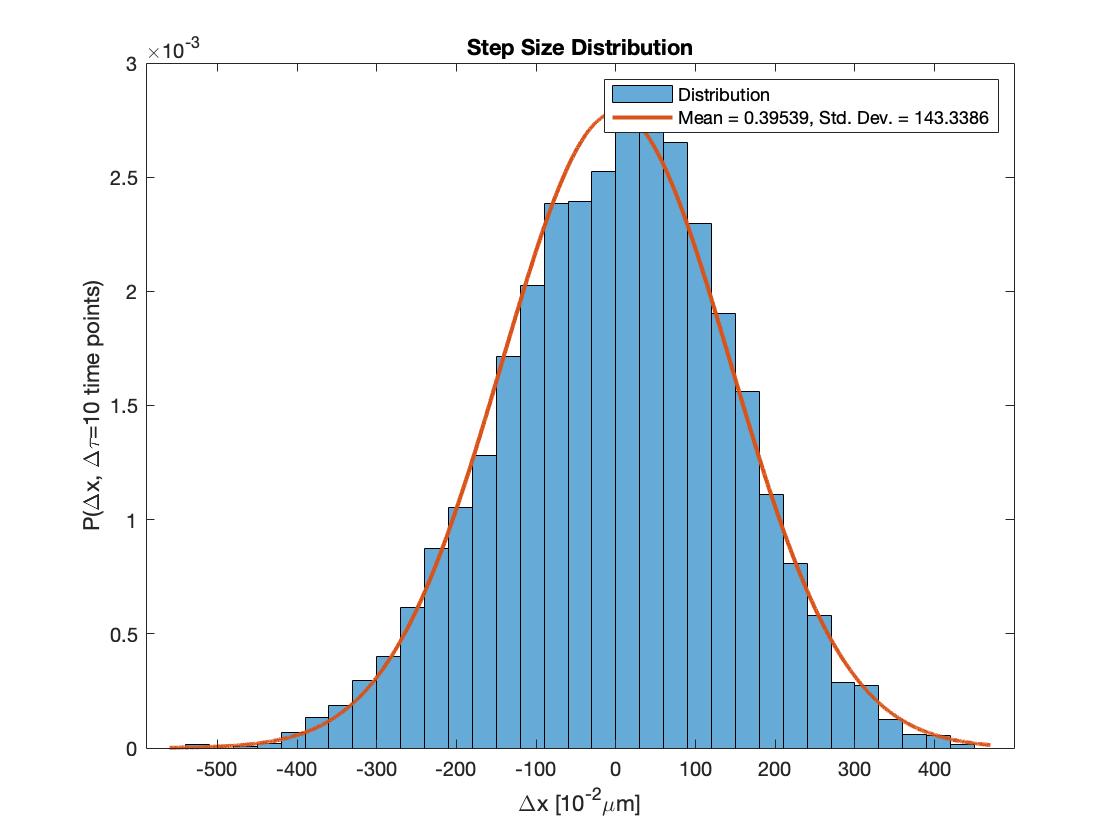 Step Size Distribution
×10⁻³
3
2.5
2
1.5
1
0.5
0
P(Δx, Δτ=10 time points)
Distribution
Mean = 0.39539, Std. Dev. = 143.3386
-500 -400 -300 -200 -100 0 100 200 300 400
Δx [10⁻²μm]